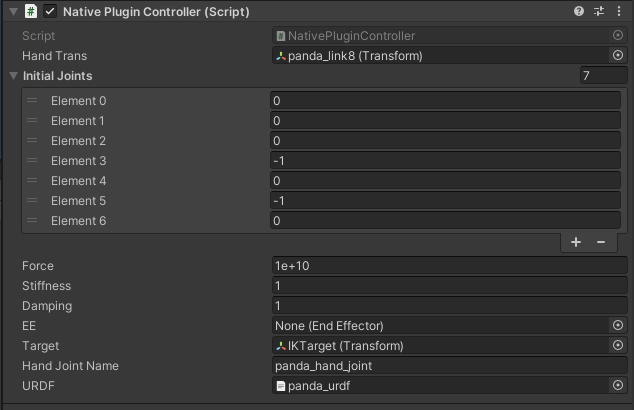 Native Plugin Controller (Script)
Script NativePluginController
Hand Trans panda_link8 (Transform)
Initial Joints 7
Element 0 0
Element 1 0
Element 2 0
Element 3 -1
Element 4 0
Element 5 -1
Element 6 0
+ −
Force 1e+10
Stiffness 1
Damping 1
EE None (End Effector)
Target IKTarget (Transform)
Hand Joint Name panda_hand_joint
URDF panda_urdf